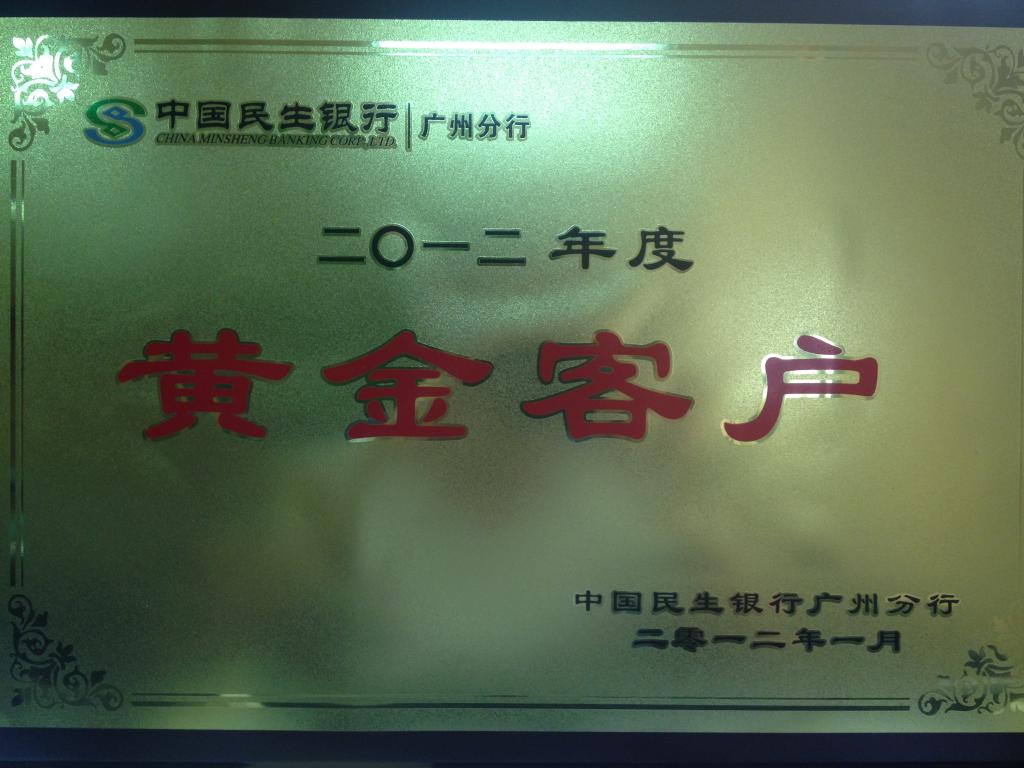 中国民生银行 广州分行
CHINA MINSHENG BANKING CORP.,LTD.
二〇一二年度
黄金客户
中国民生银行广州分行
二零一二年一月